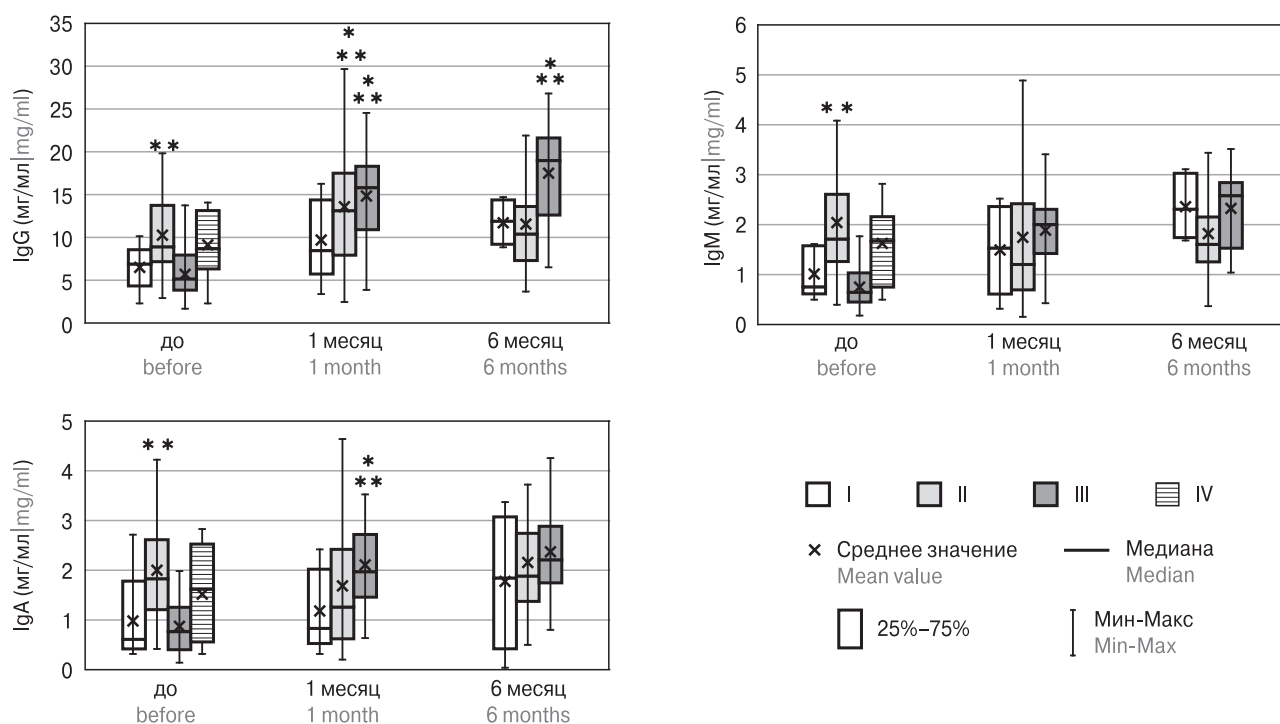 IgG (мг/мл|mg/ml)
35
30
25
20
15
10
5
0
*
* *
*
* *
*
* *
* *
до
before
1 месяц
1 month
6 месяц
6 months
IgM (мг/мл|mg/ml)
6
5
4
3
2
1
0
* *
до
before
1 месяц
1 month
6 месяц
6 months
IgA (мг/мл|mg/ml)
5
4
3
2
1
0
* *
*
* *
до
before
1 месяц
1 month
6 месяц
6 months
I II III IV
× Среднее значение
Mean value
Медиана
Median
25%–75%
Мин-Макс
Min-Max